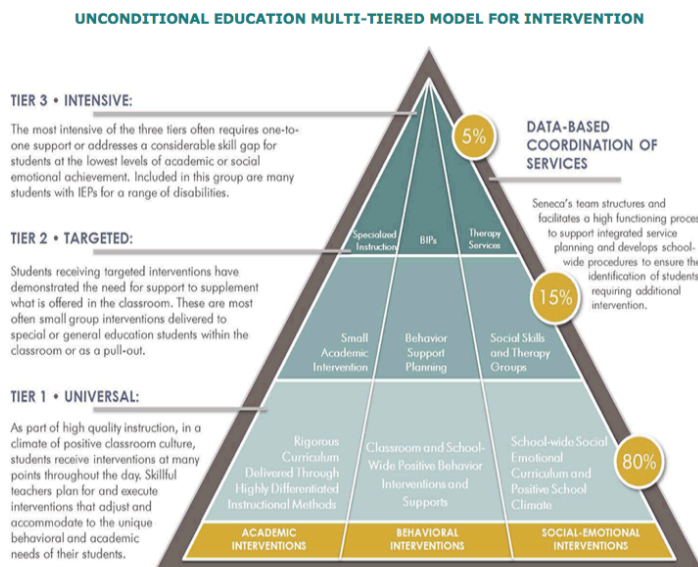 UNCONDITIONAL EDUCATION MULTI-TIERED MODEL FOR INTERVENTION
TIER 3 • INTENSIVE:
The most intensive of the three tiers often requires one-to-
one support or addresses a considerable skill gap for
students at the lowest levels of academic or social
emotional achievement. Included in this group are many
students with IEPs for a range of disabilities.
TIER 2 • TARGETED:
Students receiving targeted interventions have
demonstrated the need for support to supplement
what is offered in the classroom. These are most
often small group interventions delivered to
special or general education students within the
classroom or as a pull-out.
TIER 1 • UNIVERSAL:
As part of high quality instruction, in a
climate of positive classroom culture,
students receive interventions at many
points throughout the day. Skillful
teachers plan for and execute
interventions that adjust and
accommodate to the unique
behavioral and academic
needs of their students.
5%
Specialized
Instruction
BIPs
Therapy
Services
15%
Small
Academic
Intervention
Behavior
Support
Planning
Social Skills
and Therapy
Groups
80%
Rigorous
Curriculum
Delivered Through
Highly Differentiated
Instructional Methods
Classroom and School-
Wide Positive Behavior
Interventions and
Supports
School-wide Social
Emotional
Curriculum and
Positive School
Climate
ACADEMIC
INTERVENTIONS
BEHAVIORAL
INTERVENTIONS
SOCIAL-EMOTIONAL
INTERVENTIONS
DATA-BASED
COORDINATION OF
SERVICES
Seneca's team structures and
facilitates a high functioning proces
to support integrated service
planning and develops school-
wide procedures to ensure the
identification of students
requiring additional
intervention.